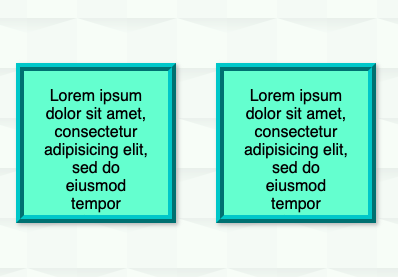 Lorem ipsum
dolor sit amet,
consectetur
adipisicing elit,
sed do
eiusmod
tempor
Lorem ipsum
dolor sit amet,
consectetur
adipisicing elit,
sed do
eiusmod
tempor